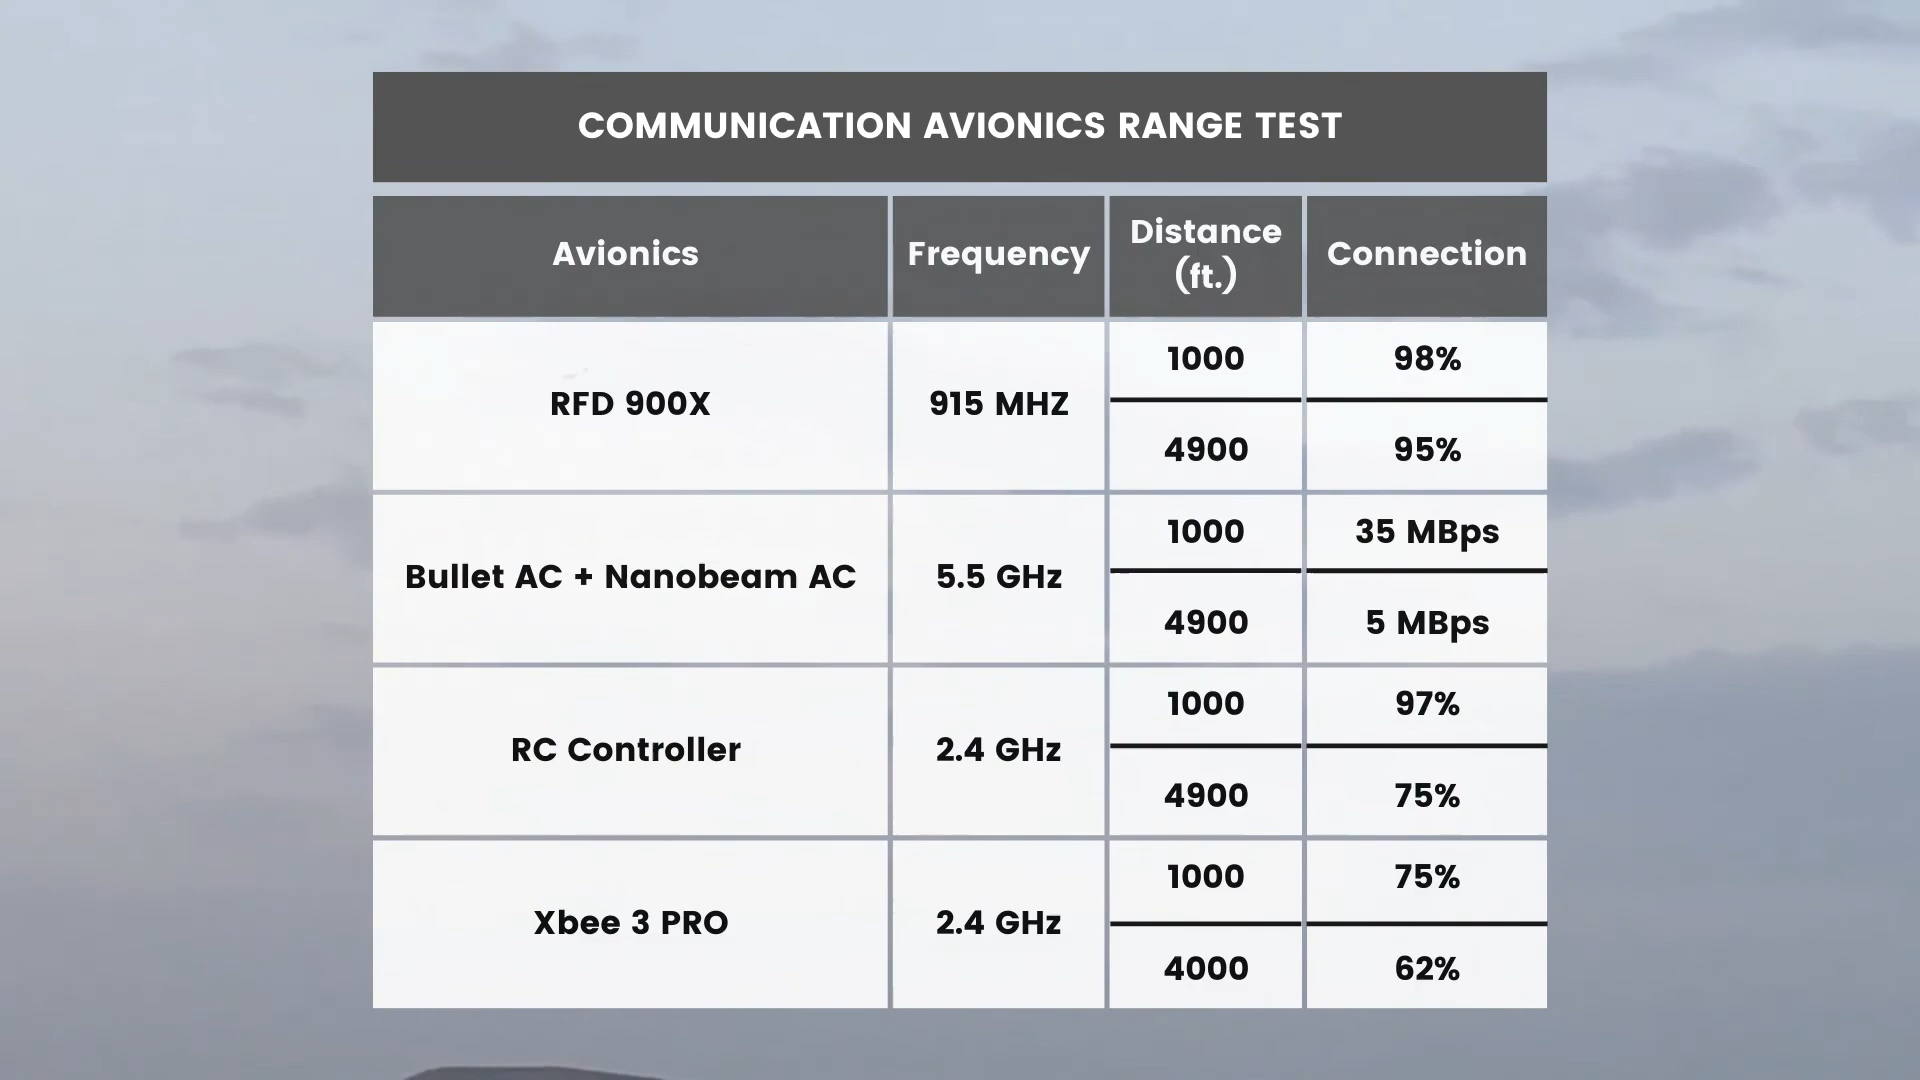 COMMUNICATION AVIONICS RANGE TEST
Avionics Frequency Distance (ft.) Connection
RFD 900X 915 MHZ 1000 98%
4900 95%
Bullet AC + Nanobeam AC 5.5 GHz 1000 35 MBps
4900 5 MBps
RC Controller 2.4 GHz 1000 97%
4900 75%
Xbee 3 PRO 2.4 GHz 1000 75%
4000 62%